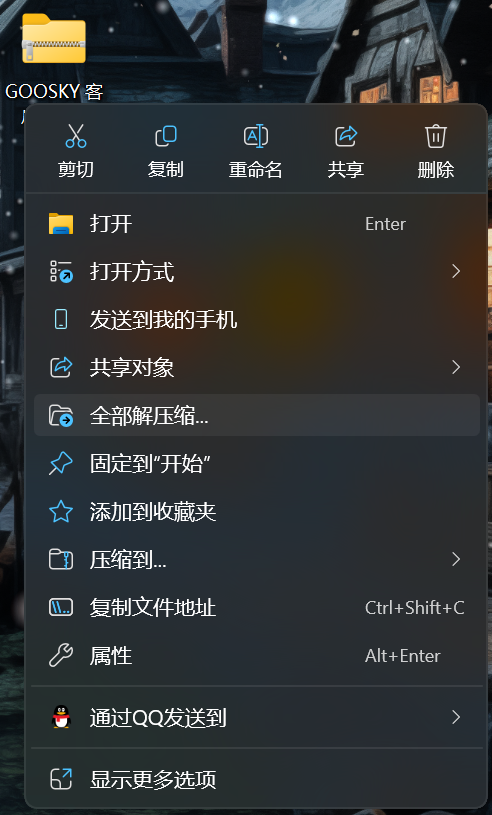 GOOSKY 客
剪切
复制
重命名
共享
删除
打开 Enter
打开方式
发送到我的手机
共享对象
全部解压缩...
固定到"开始"
添加到收藏夹
压缩到...
复制文件地址 Ctrl+Shift+C
属性 Alt+Enter
通过QQ发送到
显示更多选项